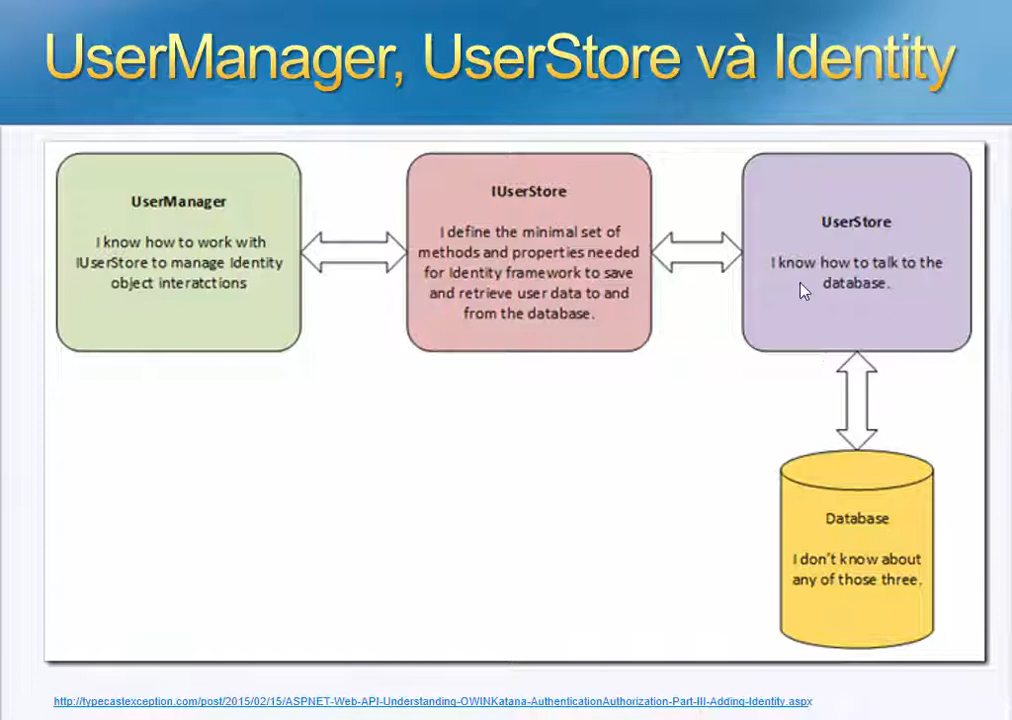 UserManager, UserStore và Identity
UserManager
I know how to work with
IUserStore to manage Identity
object interatctions
IUserStore
I define the minimal set of
methods and properties needed
for Identity framework to save
and retrieve user data to and
from the database.
UserStore
I know how to talk to the
database.
Database
I don't know about
any of those three.
http://typecastexception.com/post/2015/02/15/ASPNET-Web-API-Understanding-OWINKatana-AuthenticationAuthorization-Part-III-Adding-Identity.aspx